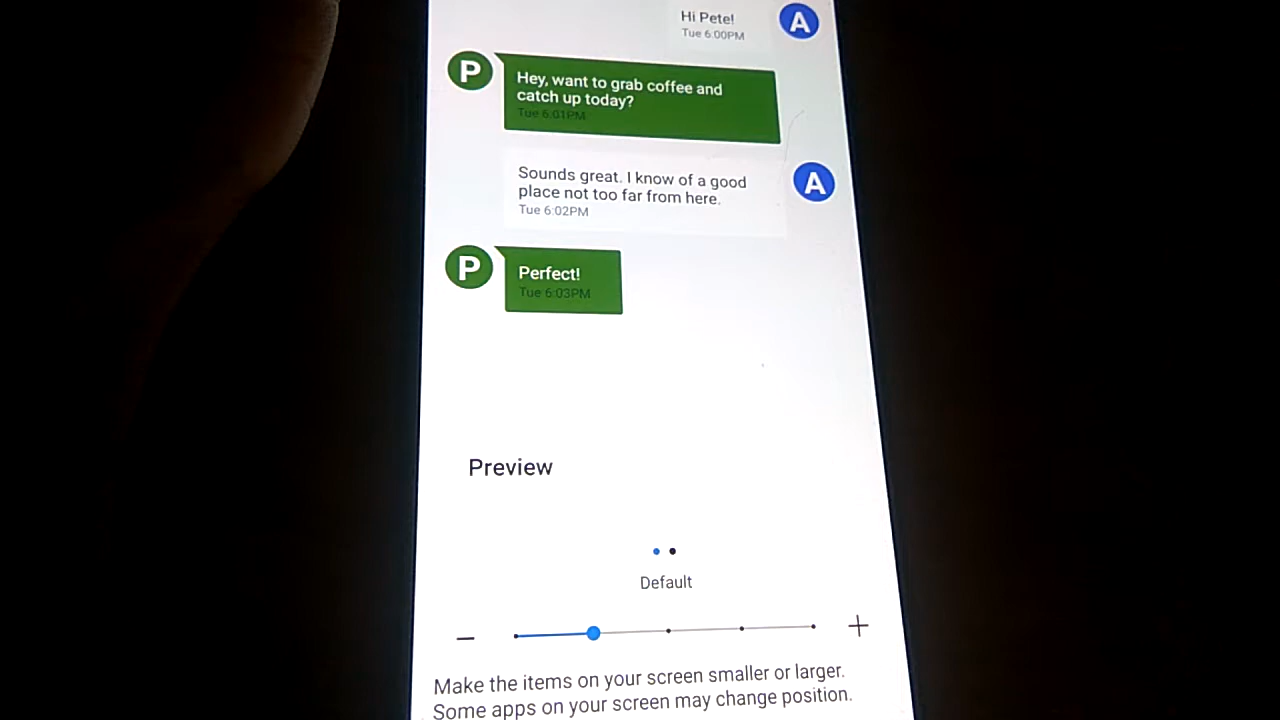 Hi Pete!
A
Tue 6:00PM
P
Hey, want to grab coffee and
catch up today?
Tue 6:01PM
Sounds great. I know of a good
A
place not too far from here.
Tue 6:02PM
P
Perfect!
Tue 6:03PM
Preview
Default
Make the items on your screen smaller or larger.
Some apps on your screen may change position.